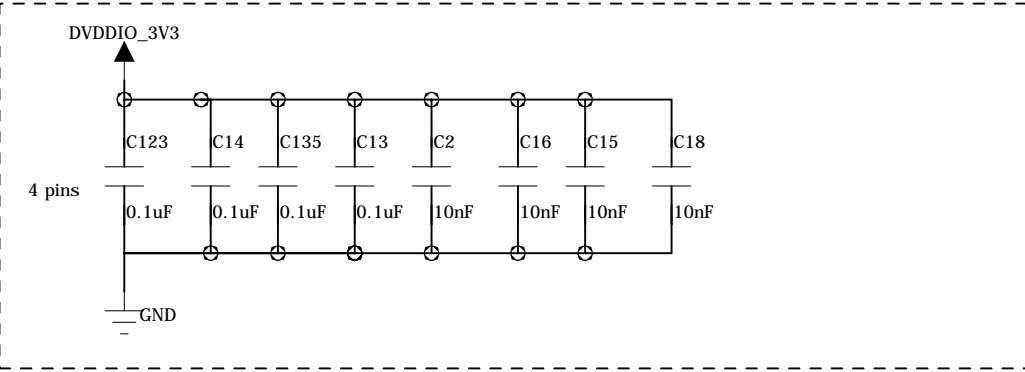 DVDDIO_3V3
C123 C14 C135 C13 C2 C16 C15 C18
4 pins
0.1uF 0.1uF 0.1uF 0.1uF 10nF 10nF 10nF 10nF
GND